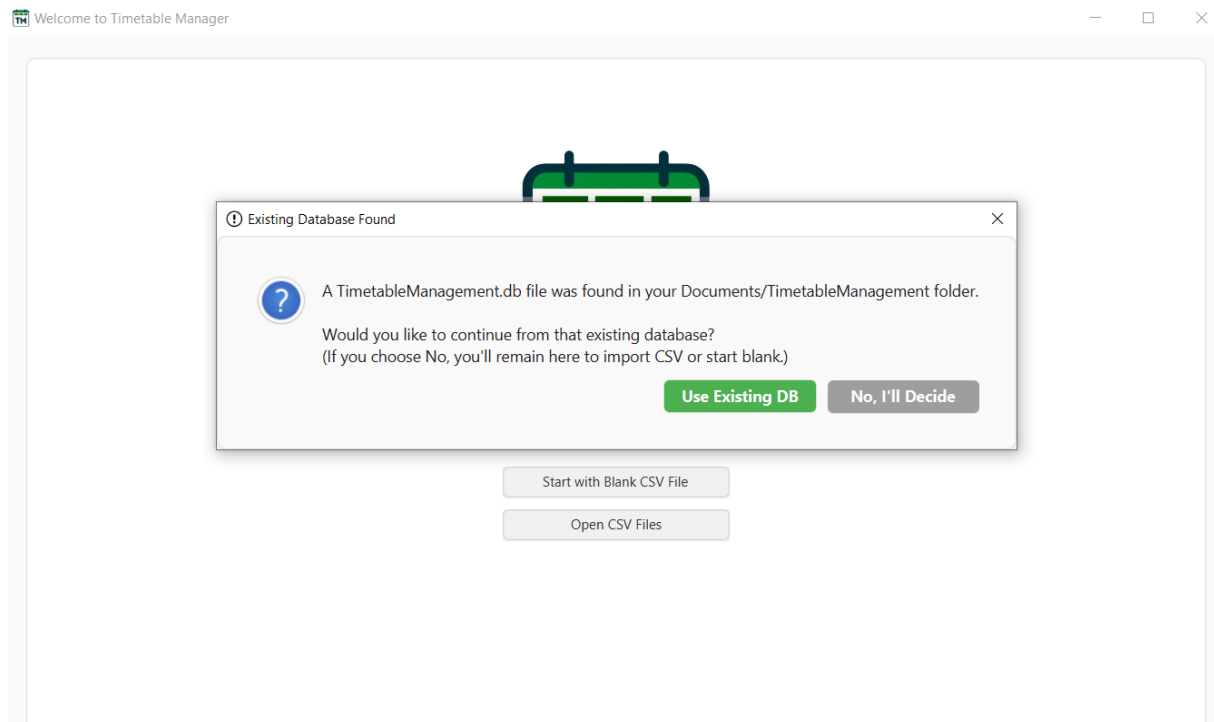 TM Welcome to Timetable Manager
Existing Database Found
? A TimetableManagement.db file was found in your Documents/TimetableManagement folder.
Would you like to continue from that existing database?
(If you choose No, you'll remain here to import CSV or start blank.)
Use Existing DB No, I'll Decide
Start with Blank CSV File
Open CSV Files